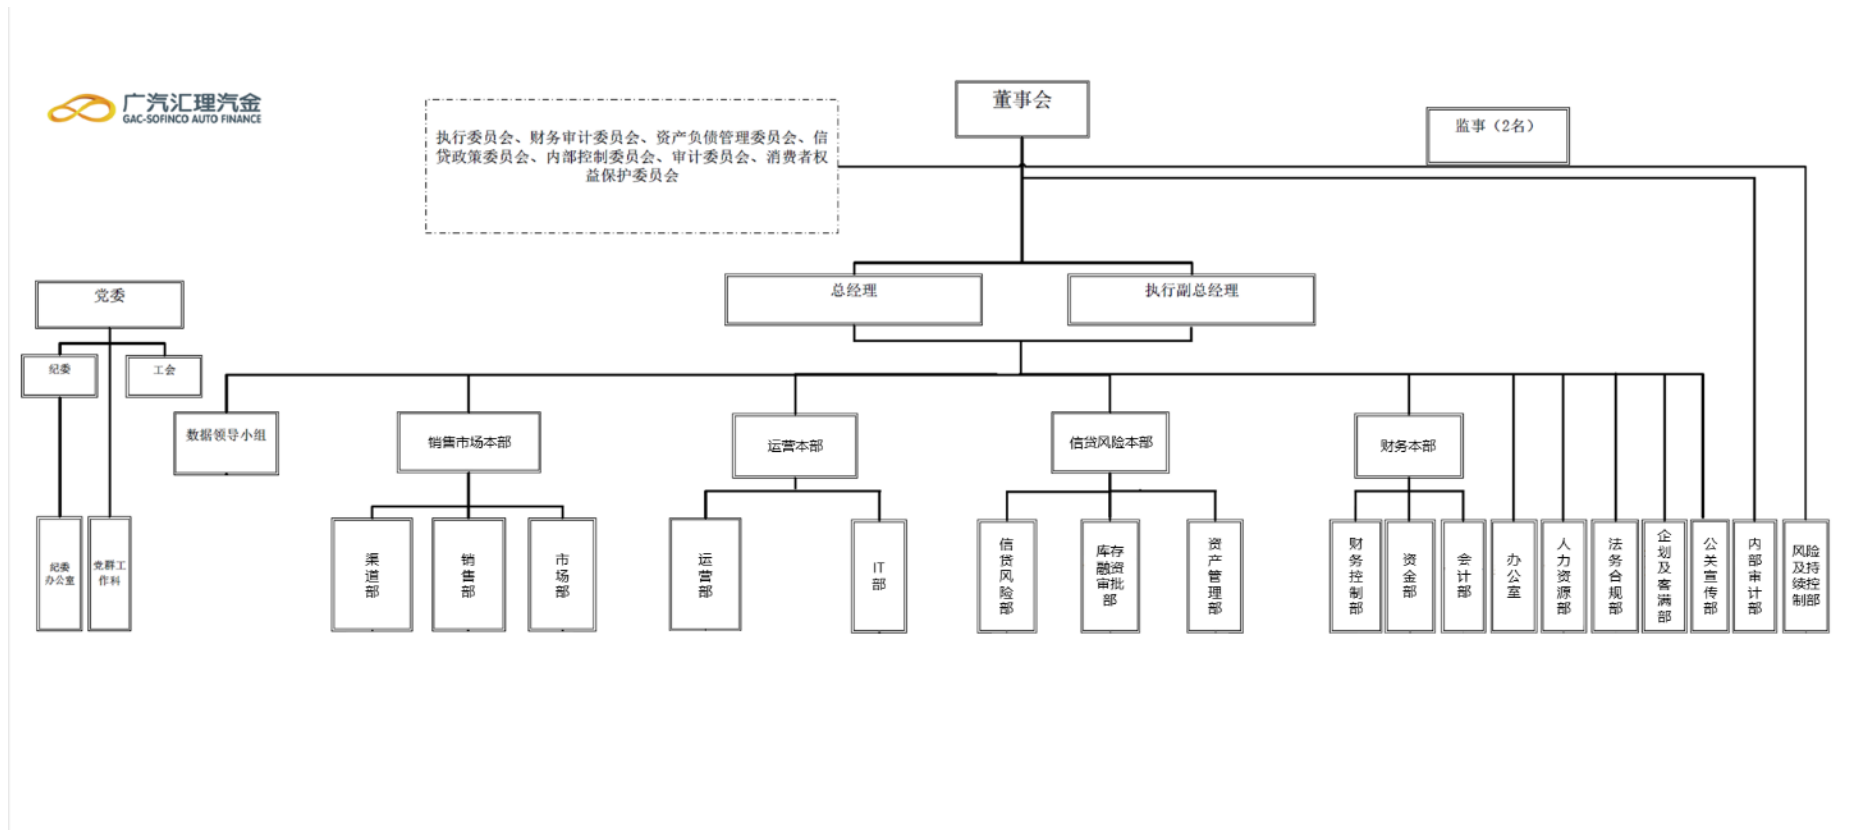 广汽汇理汽金
GAC-SOFINCO AUTO FINANCE
董事会
监事（2名）
执行委员会、财务审计委员会、资产负债管理委员会、信
贷政策委员会、内部控制委员会、审计委员会、消费者权
益保护委员会
总经理
执行副总经理
党委
纪委
工会
数据领导小组
销售市场本部
运营本部
信贷风险本部
财务本部
纪委
办公室
党群工
作科
渠道部
销售部
市场部
运营部
IT
部
信贷风险部
库存
融资
审批
部
资产管理部
财务控制部
资金部
会计部
办公室
人力资源部
法务合规部
企划及客满部
公关宣传部
内部审计部
风险
及持
续控
制部